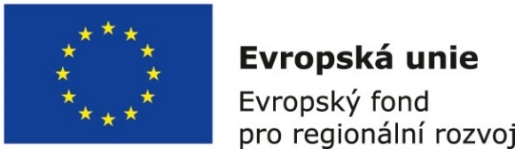 Evropská unie
Evropský fond
pro regionální rozvoj